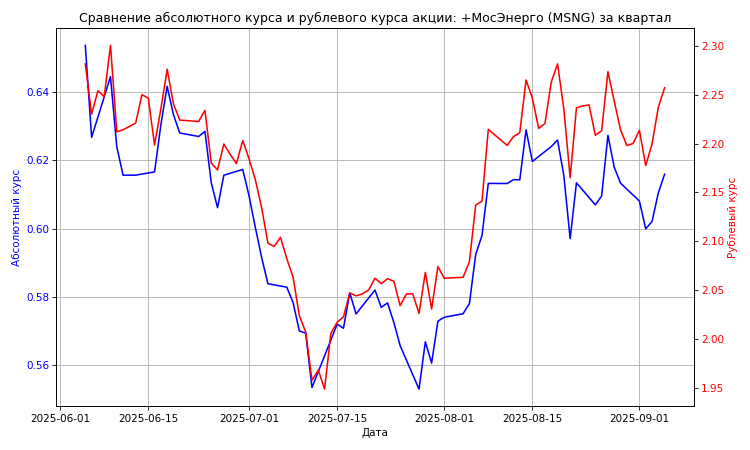 Сравнение абсолютного курса и рублевого курса акции: +МосЭнерго (MSNG) за квартал
Абсолютный курс
0.64
0.62
0.60
0.58
0.56
2.30
2.25
2.20
2.15
2.10
2.05
2.00
1.95
Рублевый курс
2025-06-01 2025-06-15 2025-07-01 2025-07-15 2025-08-01 2025-08-15 2025-09-01
Дата